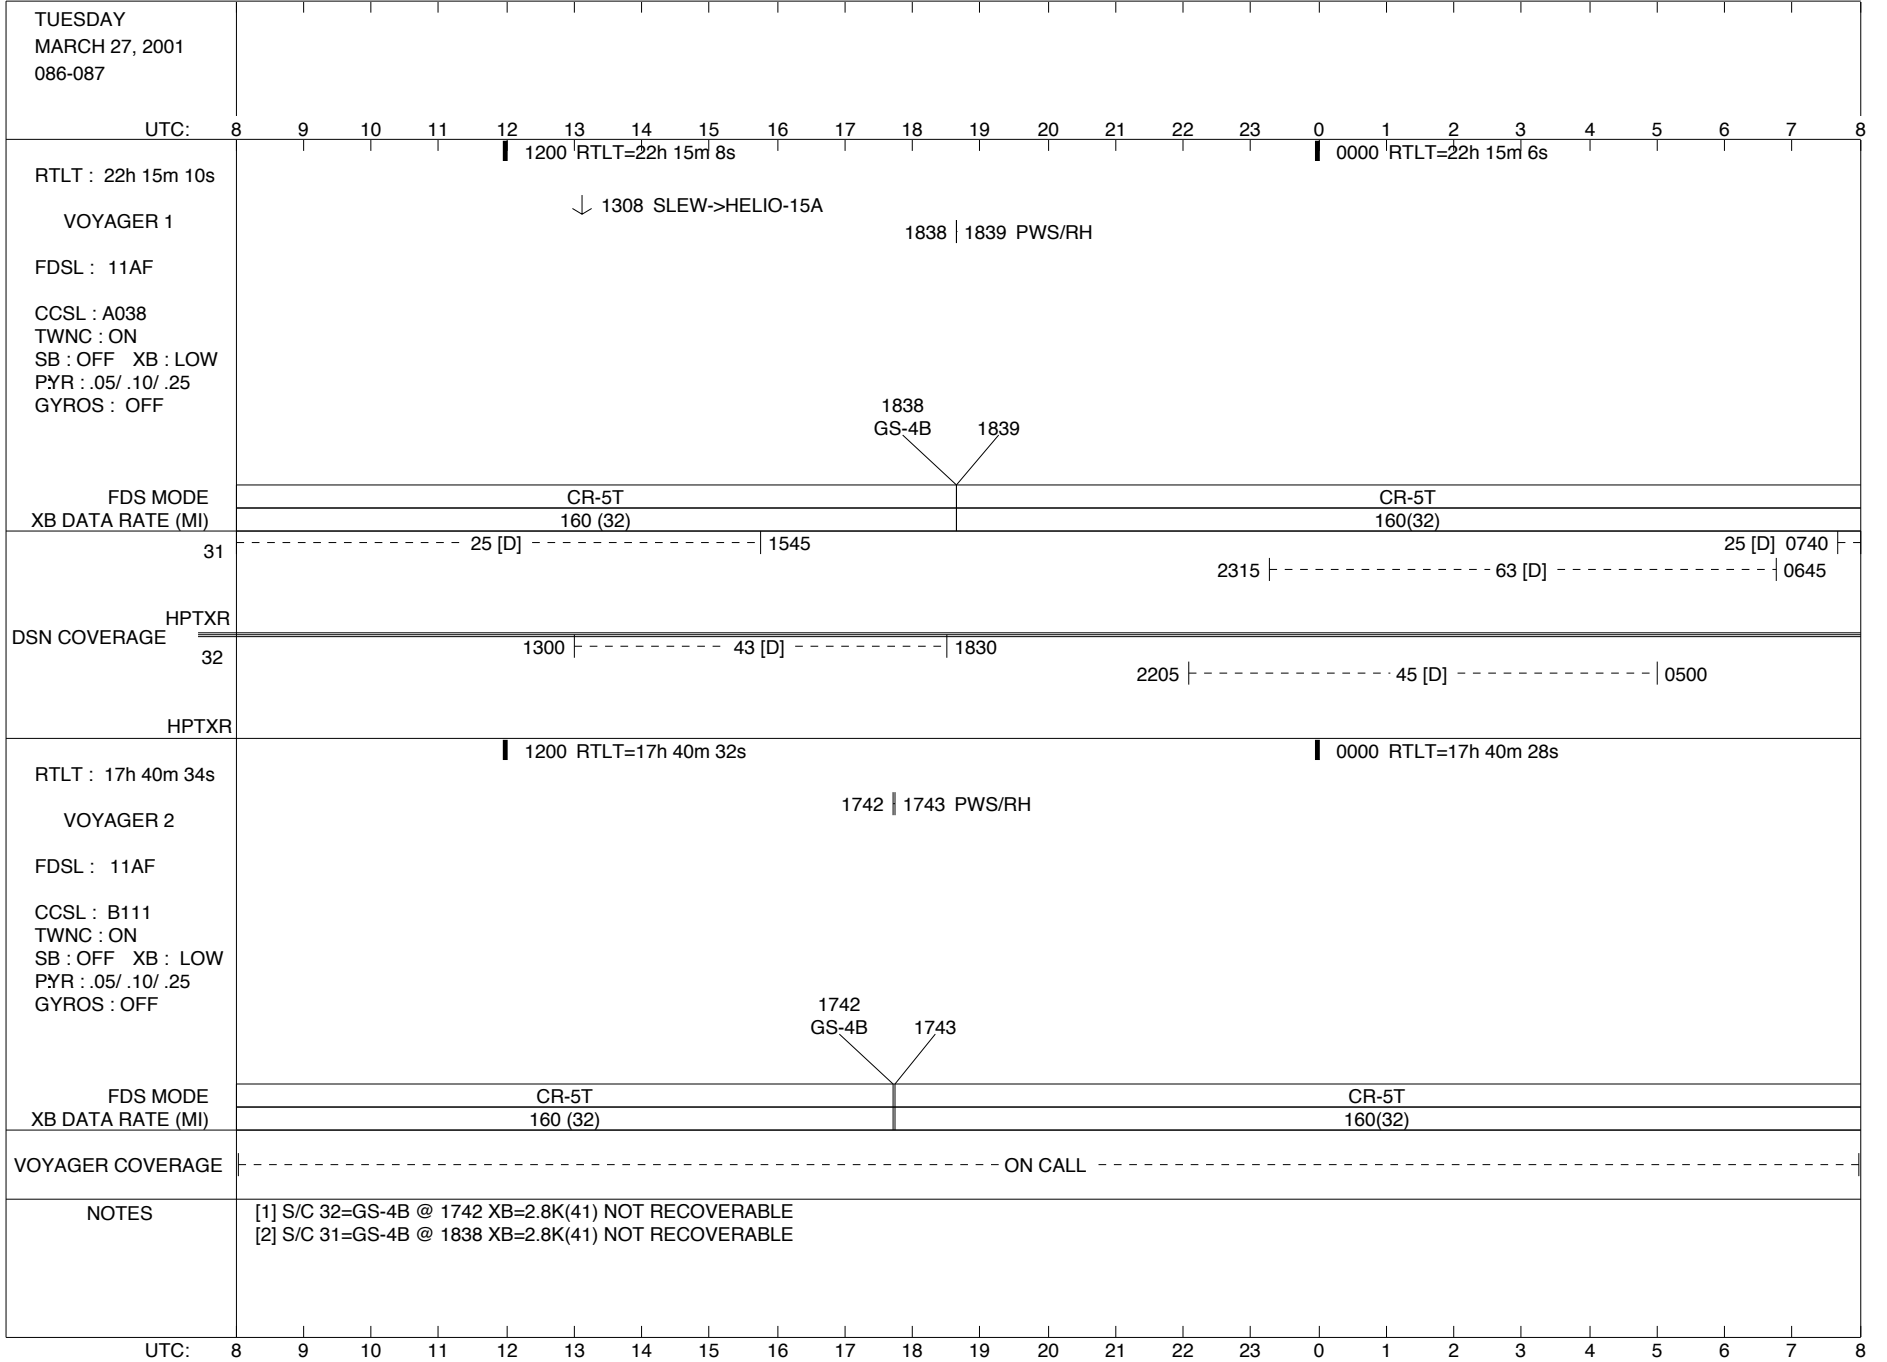 TUESDAY
MARCH 27, 2001
086-087
UTC: 8 9 10 11 12 13 14 15 16 17 18 19 20 21 22 23 0 1 2 3 4 5 6 7 8
1200 RTLT=22h 15m 8s 0000 RTLT=22h 15m 6s
RTLT : 22h 15m 10s
1308 SLEW->HELIO-15A
VOYAGER 1
1838 1839 PWS/RH
FDSL : 11AF
CCSL : A038
TWNC : ON
SB : OFF XB : LOW
P:YR : .05/ .10/ .25
GYROS : OFF
1838
GS-4B 1839
FDS MODE CR-5T CR-5T
XB DATA RATE (MI) 160 (32) 160(32)
31 25 [D] 1545 25 [D] 0740
2315 63 [D] 0645
HPTXR
DSN COVERAGE
32 1300 43 [D] 1830
2205 45 [D] 0500
HPTXR
1200 RTLT=17h 40m 32s 0000 RTLT=17h 40m 28s
RTLT : 17h 40m 34s
1742 1743 PWS/RH
VOYAGER 2
FDSL : 11AF
CCSL : B111
TWNC : ON
SB : OFF XB : LOW
P:YR : .05/ .10/ .25
GYROS : OFF
1742
GS-4B 1743
FDS MODE CR-5T CR-5T
XB DATA RATE (MI) 160 (32) 160(32)
VOYAGER COVERAGE ON CALL
NOTES [1] S/C 32=GS-4B @ 1742 XB=2.8K(41) NOT RECOVERABLE
[2] S/C 31=GS-4B @ 1838 XB=2.8K(41) NOT RECOVERABLE
UTC: 8 9 10 11 12 13 14 15 16 17 18 19 20 21 22 23 0 1 2 3 4 5 6 7 8